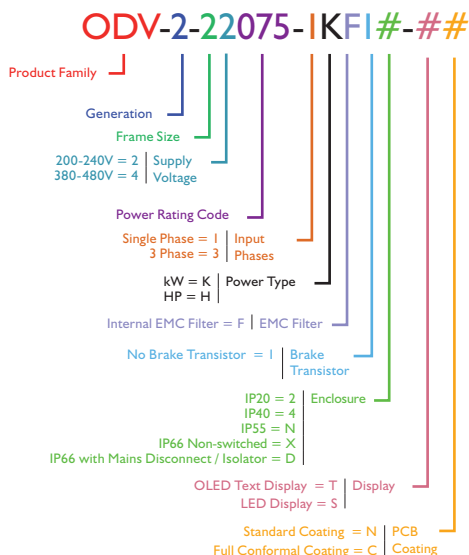 ODV-2-22075-1KF1#-##
Product Family
Generation
Frame Size
200-240V = 2 | Supply
380-480V = 4 | Voltage
Power Rating Code
Single Phase = 1 | Input
3 Phase = 3 | Phases
kW = K | Power Type
HP = H
Internal EMC Filter = F | EMC Filter
No Brake Transistor = 1 | Brake
Transistor
IP20 = 2 | Enclosure
IP40 = 4
IP55 = N
IP66 Non-switched = X
IP66 with Mains Disconnect / Isolator = D
OLED Text Display = T | Display
LED Display = S
Standard Coating = N | PCB
Full Conformal Coating = C | Coating